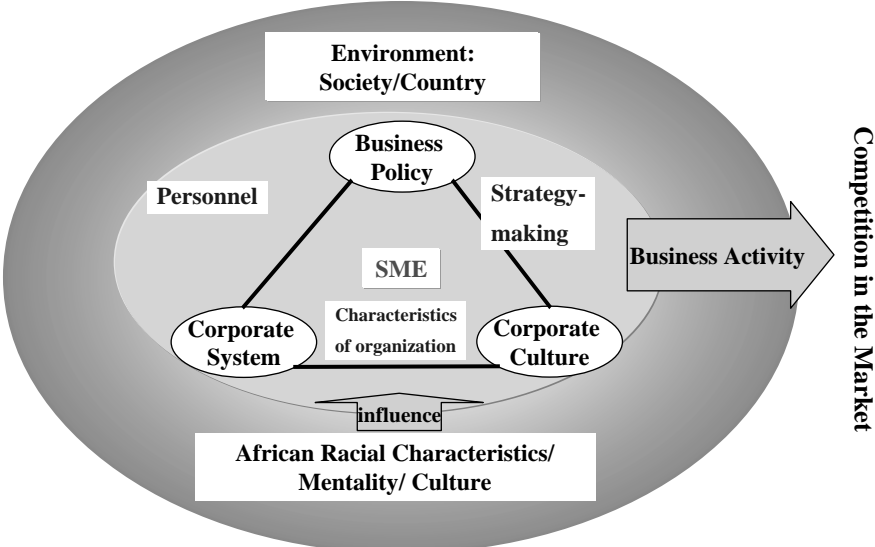 Environment:
Society/Country
Business
Policy
Personnel
Strategy-
making
SME
Characteristics
of organization
Corporate
System
Corporate
Culture
Business Activity
Competition in the Market
influence
African Racial Characteristics/
Mentality/ Culture